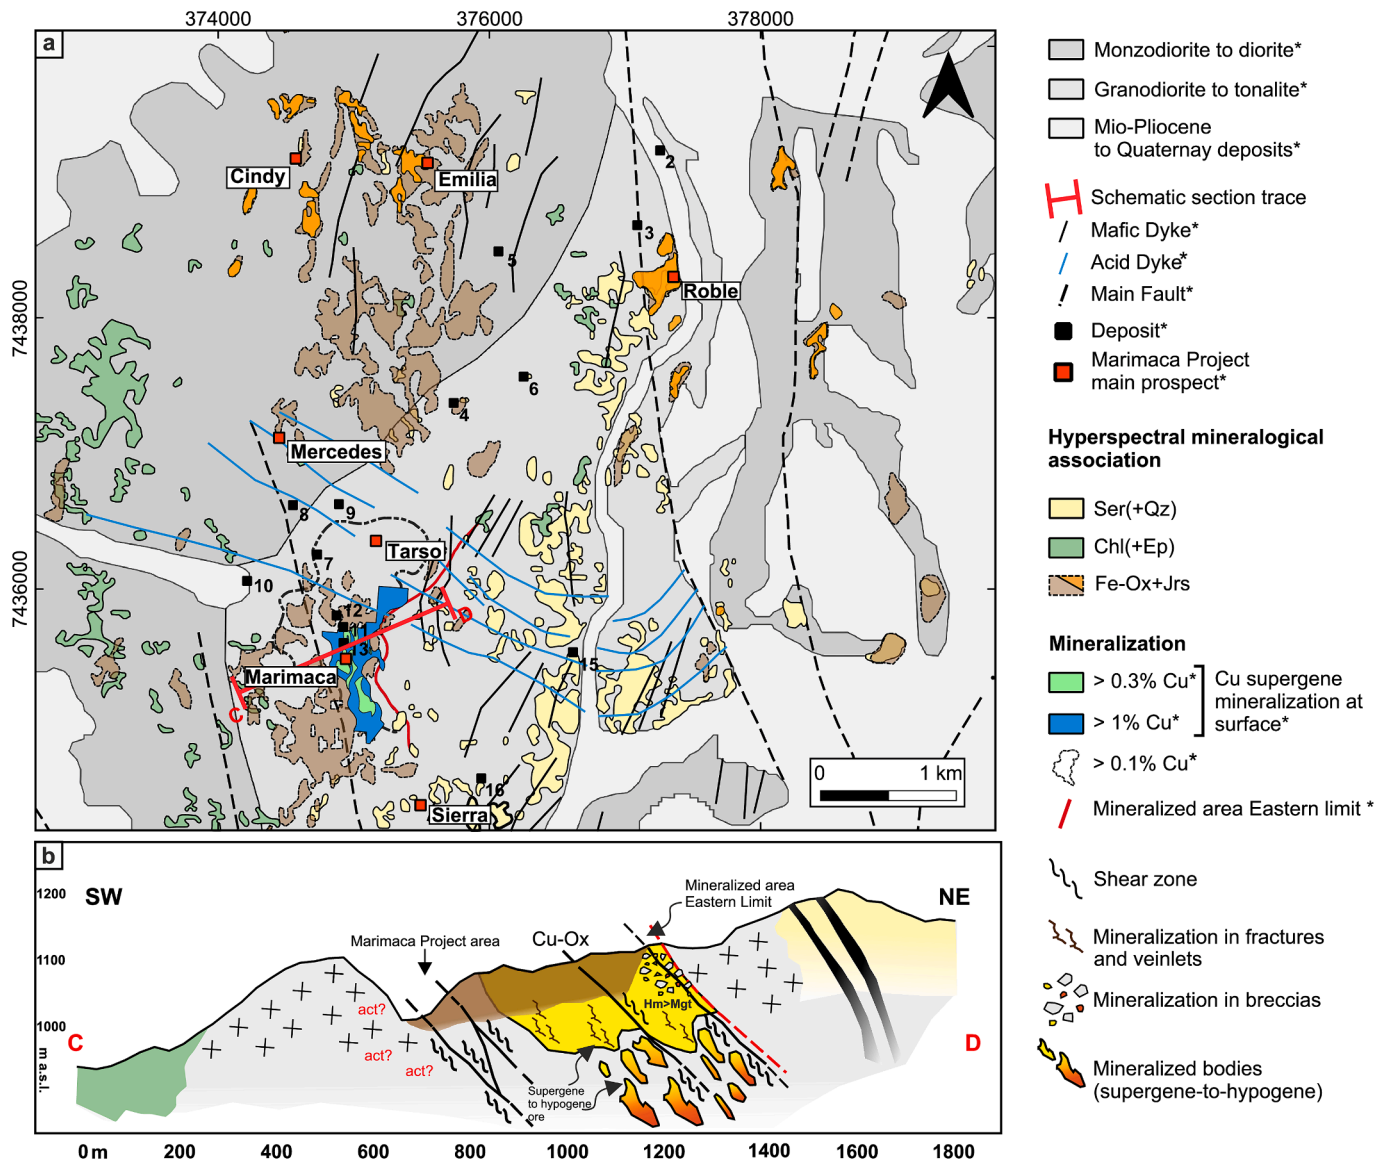 374000
376000
378000
a
Cindy
Emilia
2
3
5
Roble
7438000
6
4
Mercedes
8
9
Tarso
7
10
7436000
12
11
13
D
15
Marimaca
C
16
Sierra
0
1 km
Monzodiorite to diorite*
Granodiorite to tonalite*
Mio-Pliocene
to Quaternay deposits*
Schematic section trace
Mafic Dyke*
Acid Dyke*
Main Fault*
Deposit*
Marimaca Project
main prospect*
Hyperspectral mineralogical
association
Ser(+Qz)
Chl(+Ep)
Fe-Ox+Jrs
Mineralization
> 0.3% Cu*
> 1% Cu*
Cu supergene
mineralization at
surface*
> 0.1% Cu*
Mineralized area Eastern limit *
Shear zone
Mineralization in fractures
and veinlets
Mineralization in breccias
Mineralized bodies
(supergene-to-hypogene)
b
1200
SW
Mineralized area
Eastern Limit
NE
Marimaca Project area
Cu-Ox
1100
act?
Hm>Mgt
1000
C
act?
act?
D
m a.s.l.
Supergene
to hypogene
ore
0 m
200
400
600
800
1000
1200
1400
1600
1800